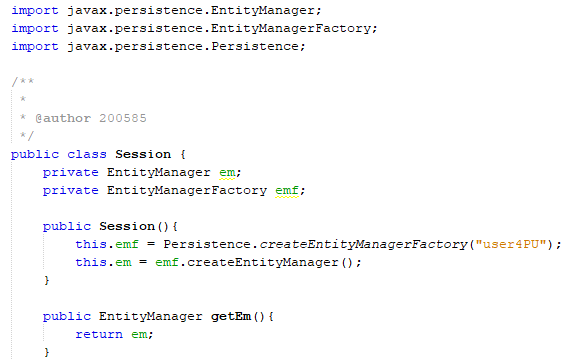 import javax.persistence.EntityManager;
import javax.persistence.EntityManagerFactory;
import javax.persistence.Persistence;
/**
 *
 * @author 200585
 */
public class Session {
    private EntityManager em;
    private EntityManagerFactory emf;
    public Session(){
        this.emf = Persistence.createEntityManagerFactory("user4PU");
        this.em = emf.createEntityManager();
    }
    public EntityManager getEm(){
        return em;
    }